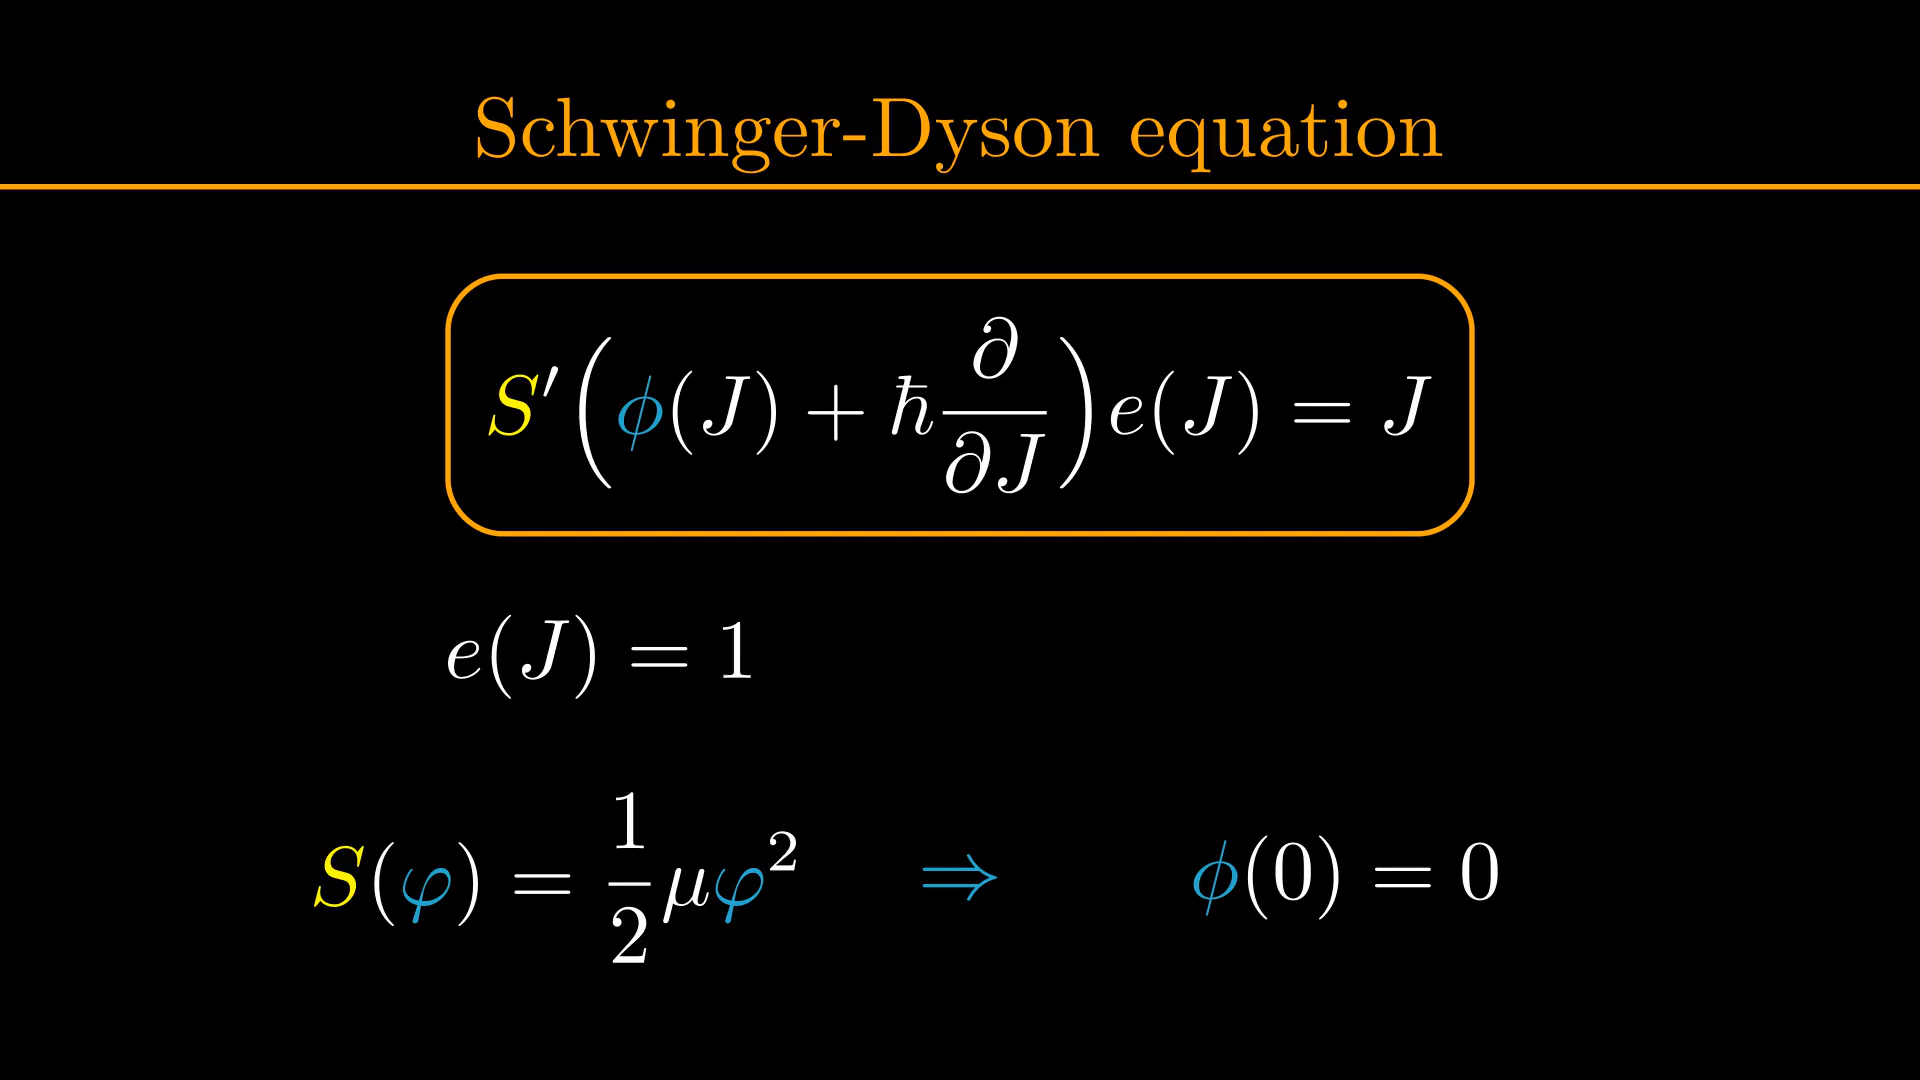 Schwinger-Dyson equation
S′(ϕ(J) + ℏ ∂/∂J) e(J) = J
e(J) = 1
S(φ) = 1/2 μφ² ⇒ ϕ(0) = 0